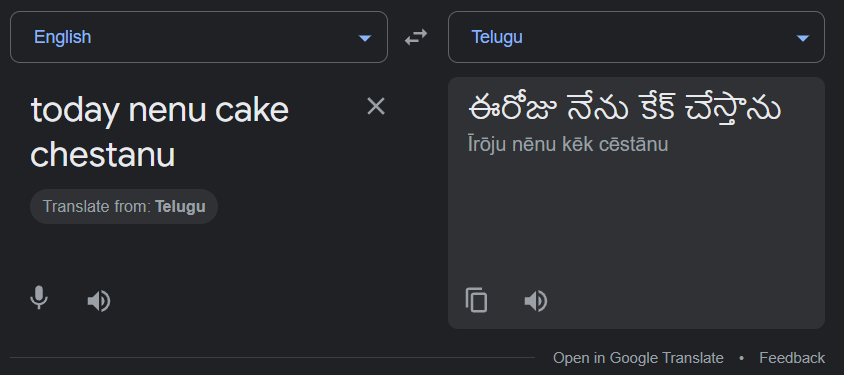 English
Telugu
today nenu cake
chestanu
Translate from: Telugu
ఈరోజు నేను కేక్ చేస్తాను
Īrōju nēnu kēk cēstānu
Open in Google Translate • Feedback